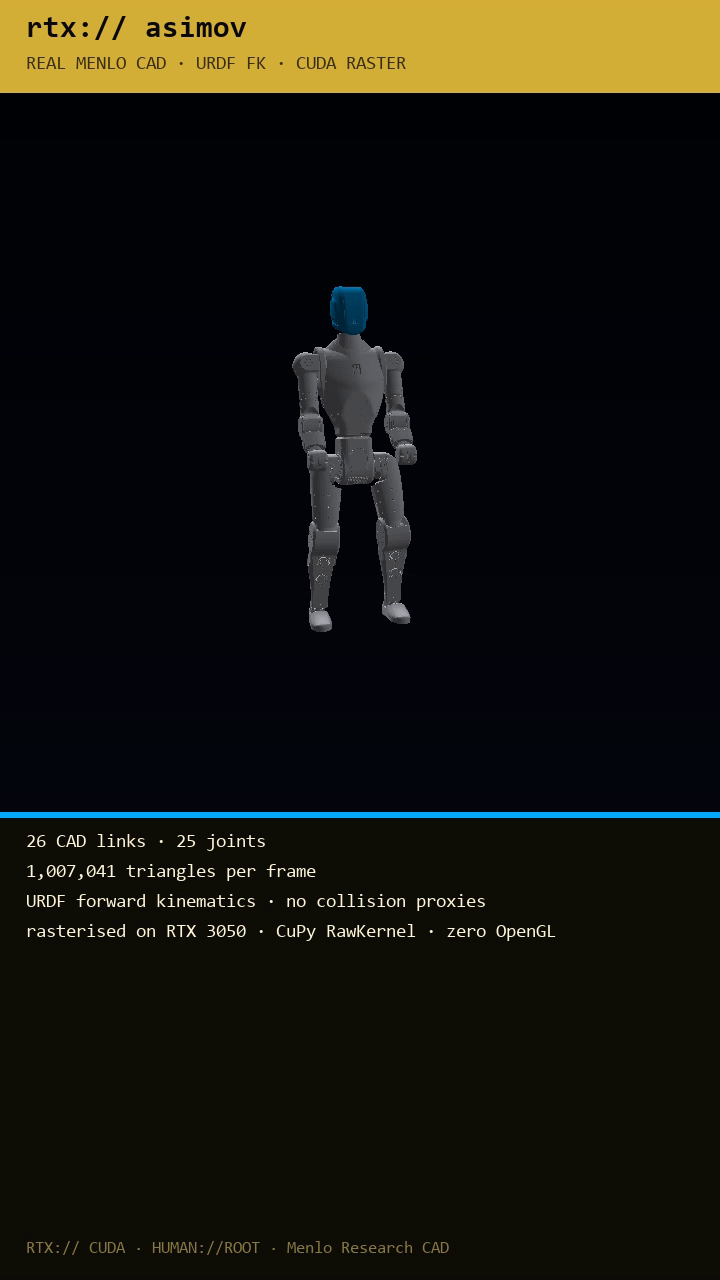 rtx:// asimov
REAL MENLO CAD · URDF FK · CUDA RASTER
26 CAD links · 25 joints
1,007,041 triangles per frame
URDF forward kinematics · no collision proxies
rasterised on RTX 3050 · CuPy RawKernel · zero OpenGL
RTX:// CUDA · HUMAN://ROOT · Menlo Research CAD